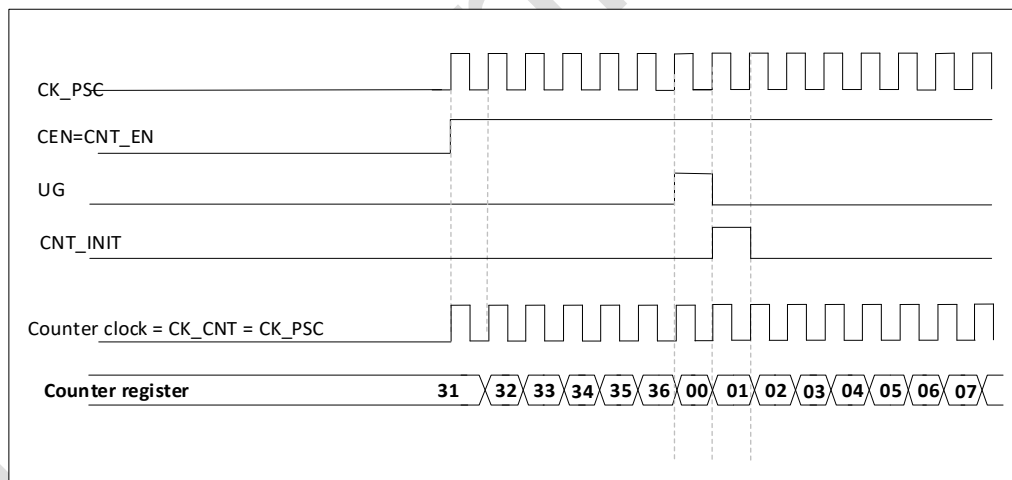 CK_PSC
CEN=CNT_EN
UG
CNT_INIT
Counter clock = CK_CNT = CK_PSC
Counter register 31 32 33 34 35 36 00 01 02 03 04 05 06 07